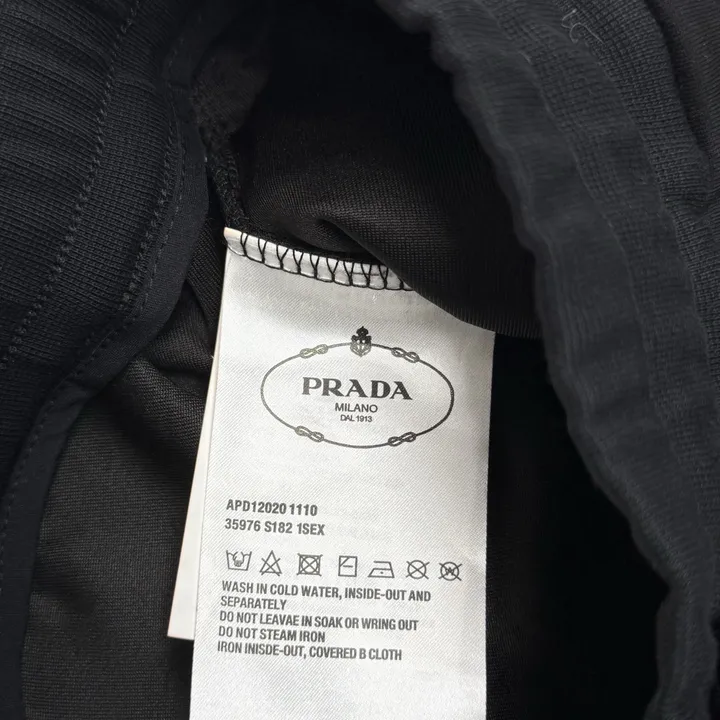 PRADA
MILANO
DAL 1913
APD12020 1110
35976 S182 1SEX
WASH IN COLD WATER, INSIDE-OUT AND
SEPARATELY
DO NOT LEAVAE IN SOAK OR WRING OUT
DO NOT STEAM IRON
IRON INISDE-OUT, COVERED B CLOTH